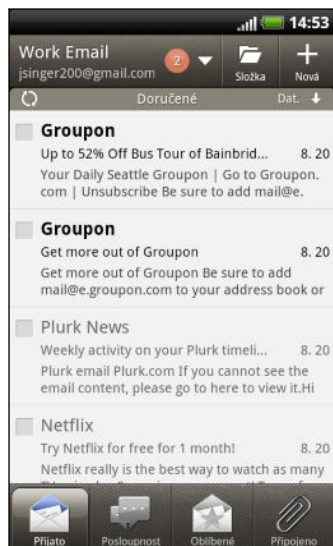 14:53
Work Email
jsinger200@gmail.com
2
Složka
Nová
Doručené
Dat.
Groupon
Up to 52% Off Bus Tour of Bainbrid... 8. 20
Your Daily Seattle Groupon | Go to Groupon.
com | Unsubscribe Be sure to add mail@e.
Groupon
Get more out of Groupon 8. 20
Get more out of Groupon Be sure to add
mail@e.groupon.com to your address book or
Plurk News
Weekly activity on your Plurk timeli... 8. 20
Plurk email Plurk.com If you cannot see the
email content, please go to here to view it.Hi
Netflix
Try Netflix for free for 1 month! 8. 20
Netflix really is the best way to watch as many
Přijato
Posloupnost
Oblíbené
Připojeno